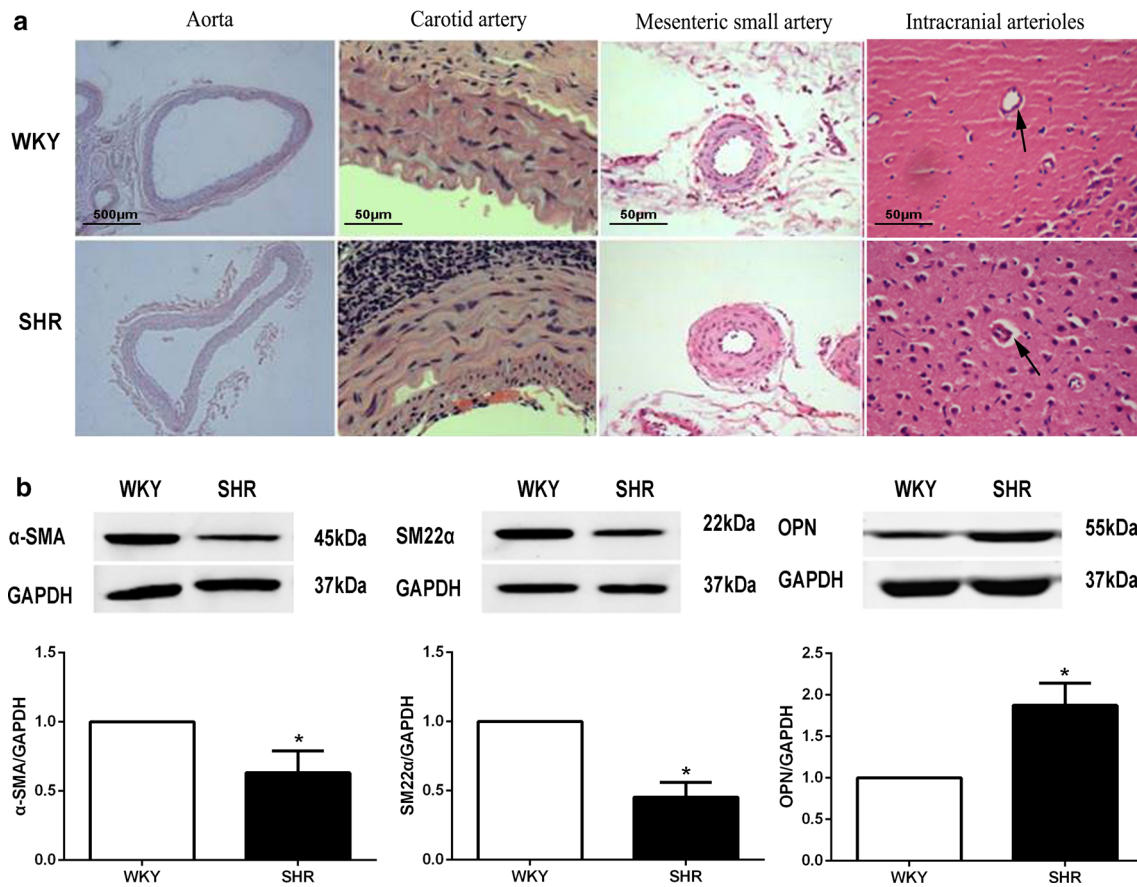 a
Aorta Carotid artery Mesenteric small artery Intracranial arterioles
WKY
500μm 50μm 50μm 50μm
SHR
b
WKY SHR WKY SHR WKY SHR
α-SMA 45kDa SM22α 22kDa OPN 55kDa
GAPDH 37kDa GAPDH 37kDa GAPDH 37kDa
α-SMA/GAPDH
1.5
1.0
0.5
0.0
*
WKY SHR
SM22α/GAPDH
1.5
1.0
0.5
0.0
*
WKY SHR
OPN/GAPDH
2.5
2.0
1.5
1.0
0.5
0.0
*
WKY SHR